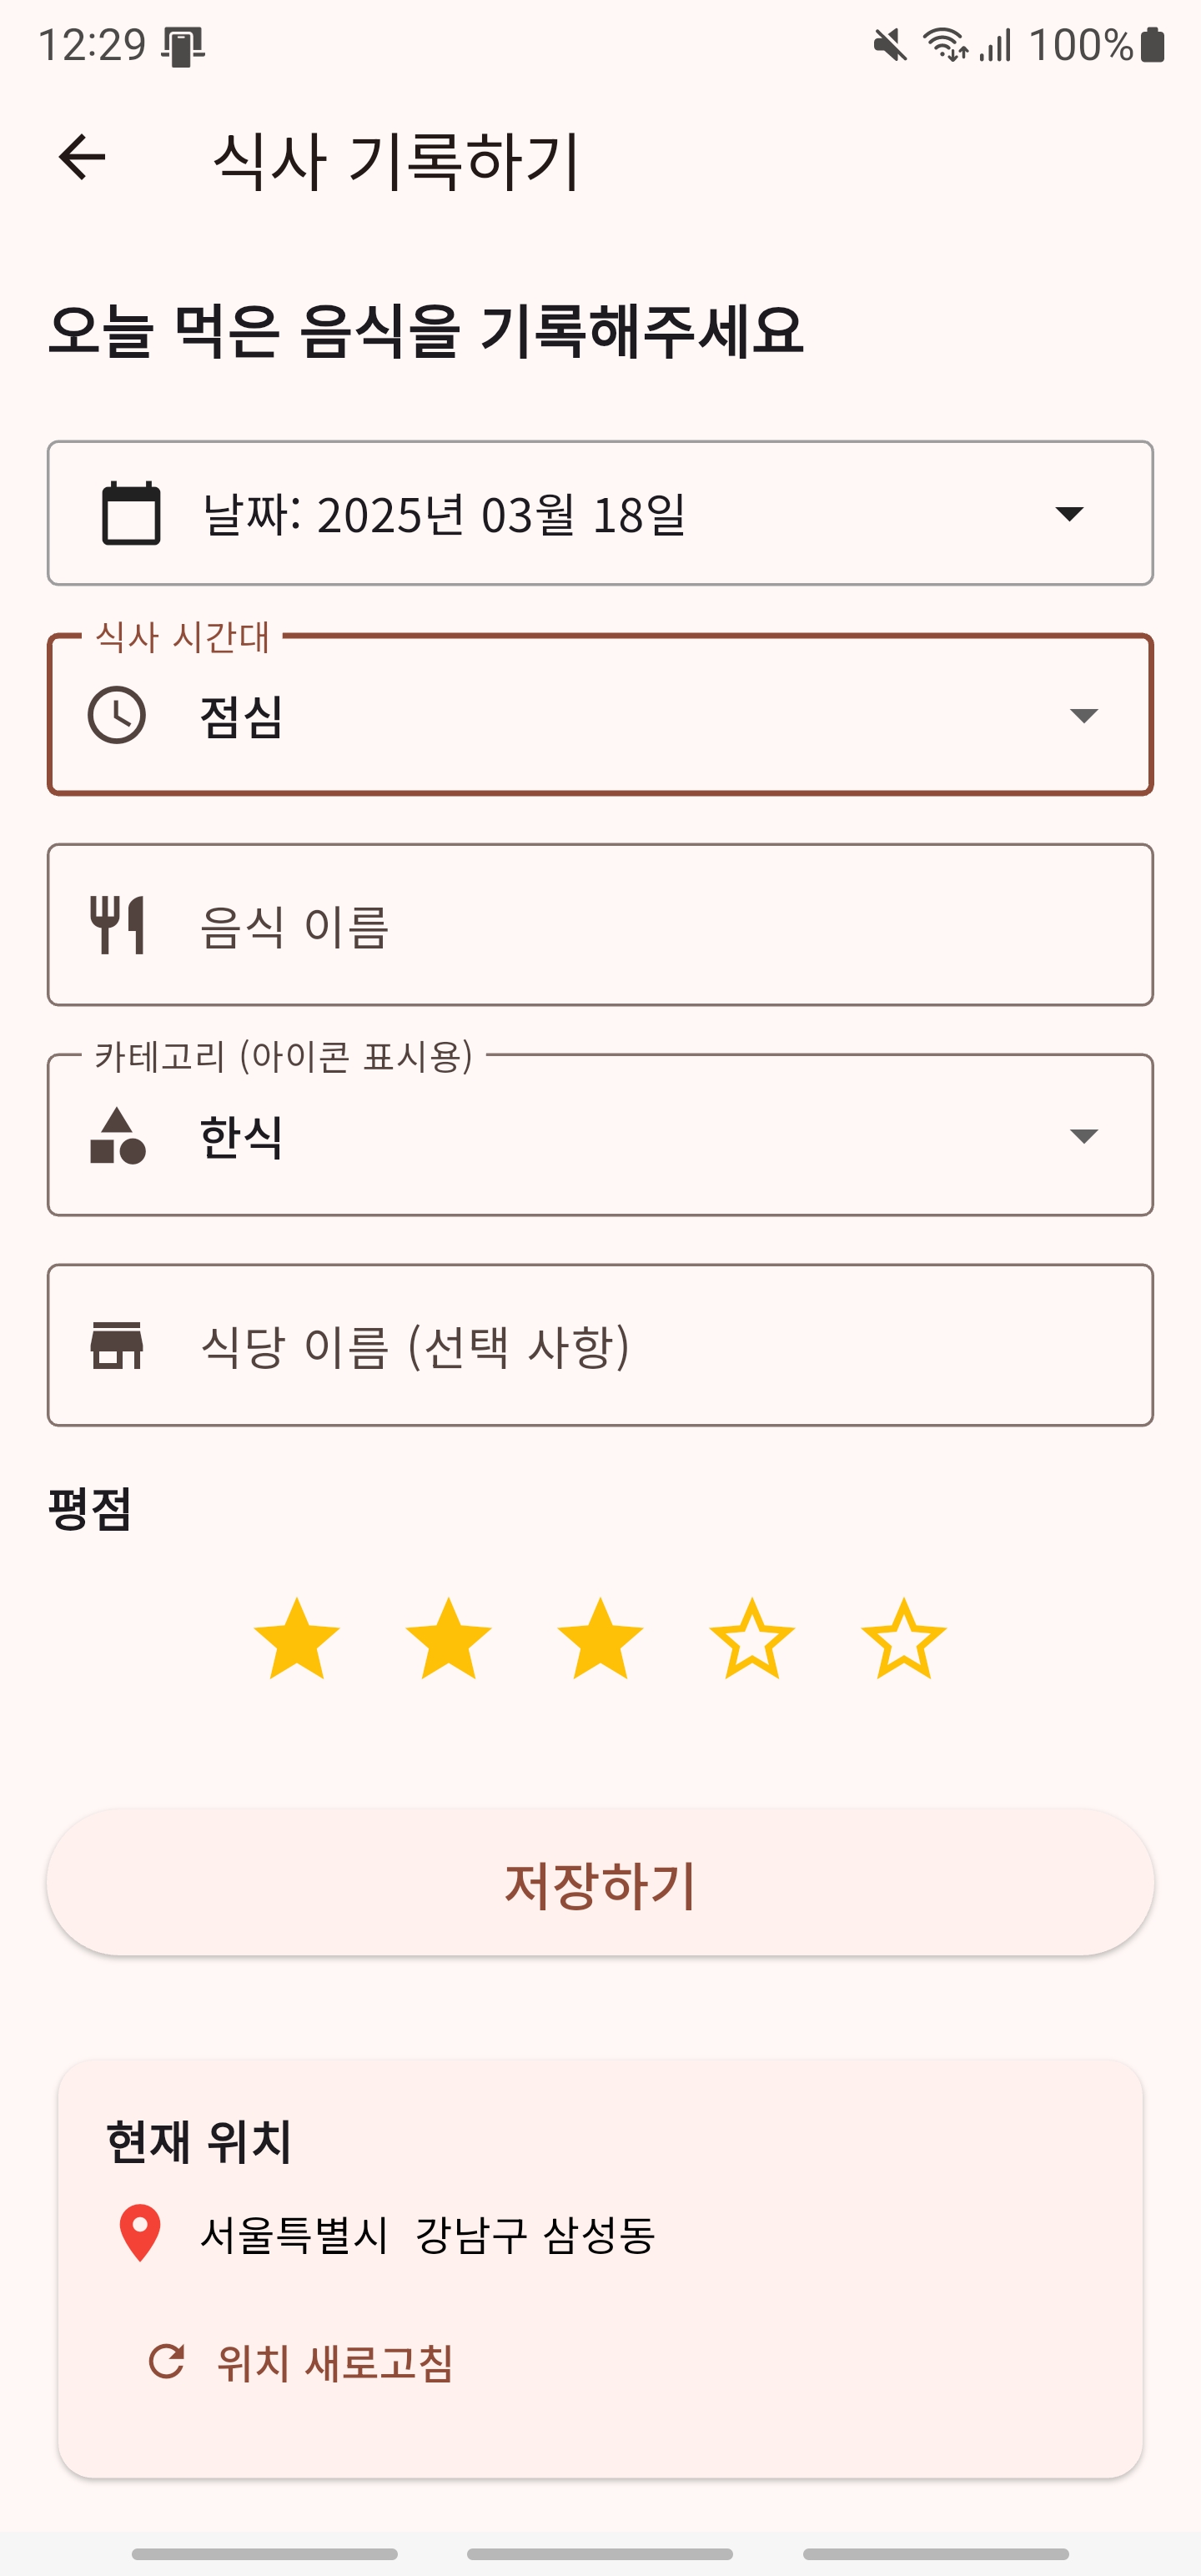 12:29
100%
식사 기록하기
오늘 먹은 음식을 기록해주세요
날짜: 2025년 03월 18일
식사 시간대
점심
음식 이름
카테고리 (아이콘 표시용)
한식
식당 이름 (선택 사항)
평점
저장하기
현재 위치
서울특별시 강남구 삼성동
위치 새로고침